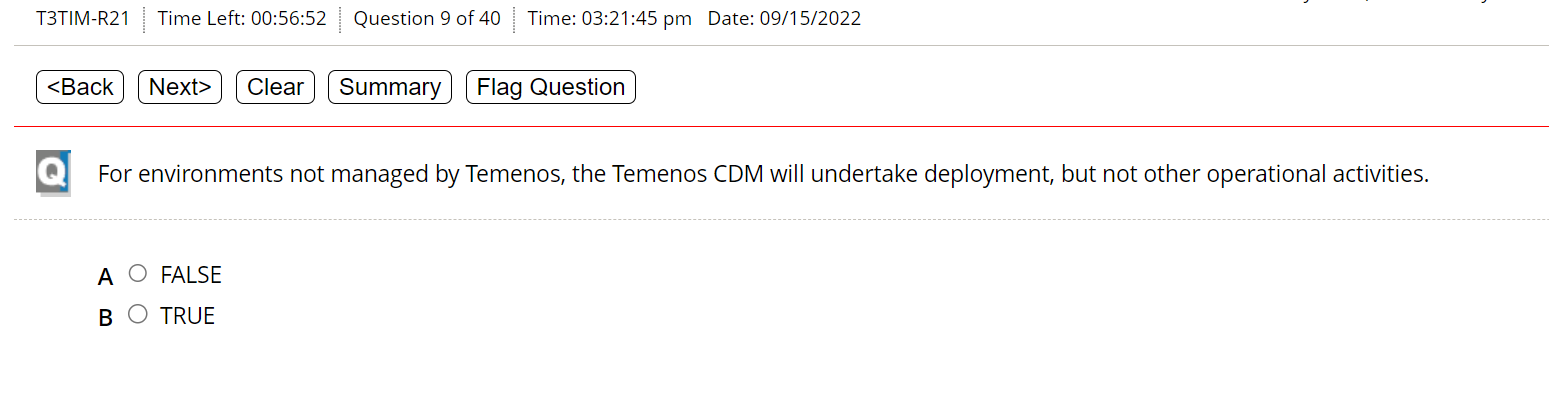 T3TIM-R21 Time Left: 00:56:52 Question 9 of 40 Time: 03:21:45 pm Date: 09/15/2022
<Back Next> Clear Summary Flag Question
Q For environments not managed by Temenos, the Temenos CDM will undertake deployment, but not other operational activities.
A FALSE
B TRUE